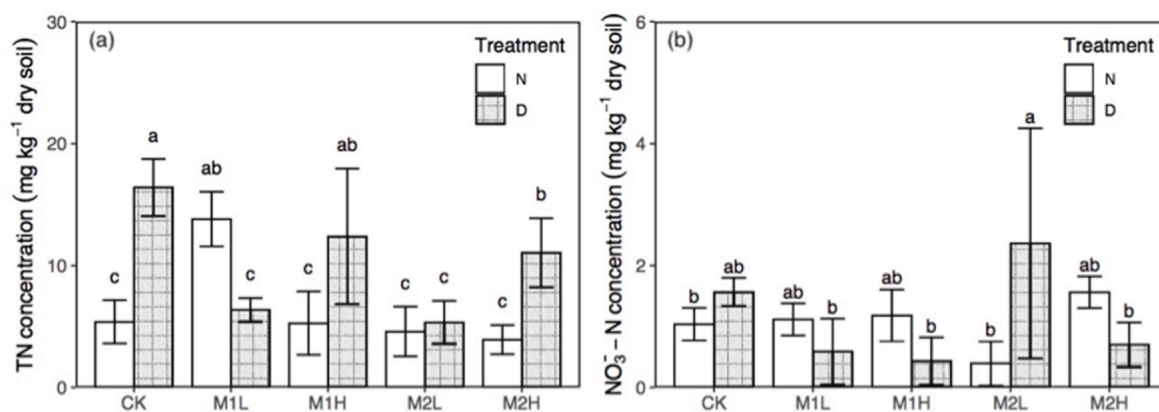 TN concentration (mg kg⁻¹ dry soil)
30
20
10
0
(a)
Treatment
N
D
c
a
ab
c
c
ab
c
c
c
b
CK
M1L
M1H
M2L
M2H
NO₃⁻ – N concentration (mg kg⁻¹ dry soil)
6
4
2
0
(b)
Treatment
N
D
b
ab
ab
b
ab
b
b
a
ab
b
CK
M1L
M1H
M2L
M2H